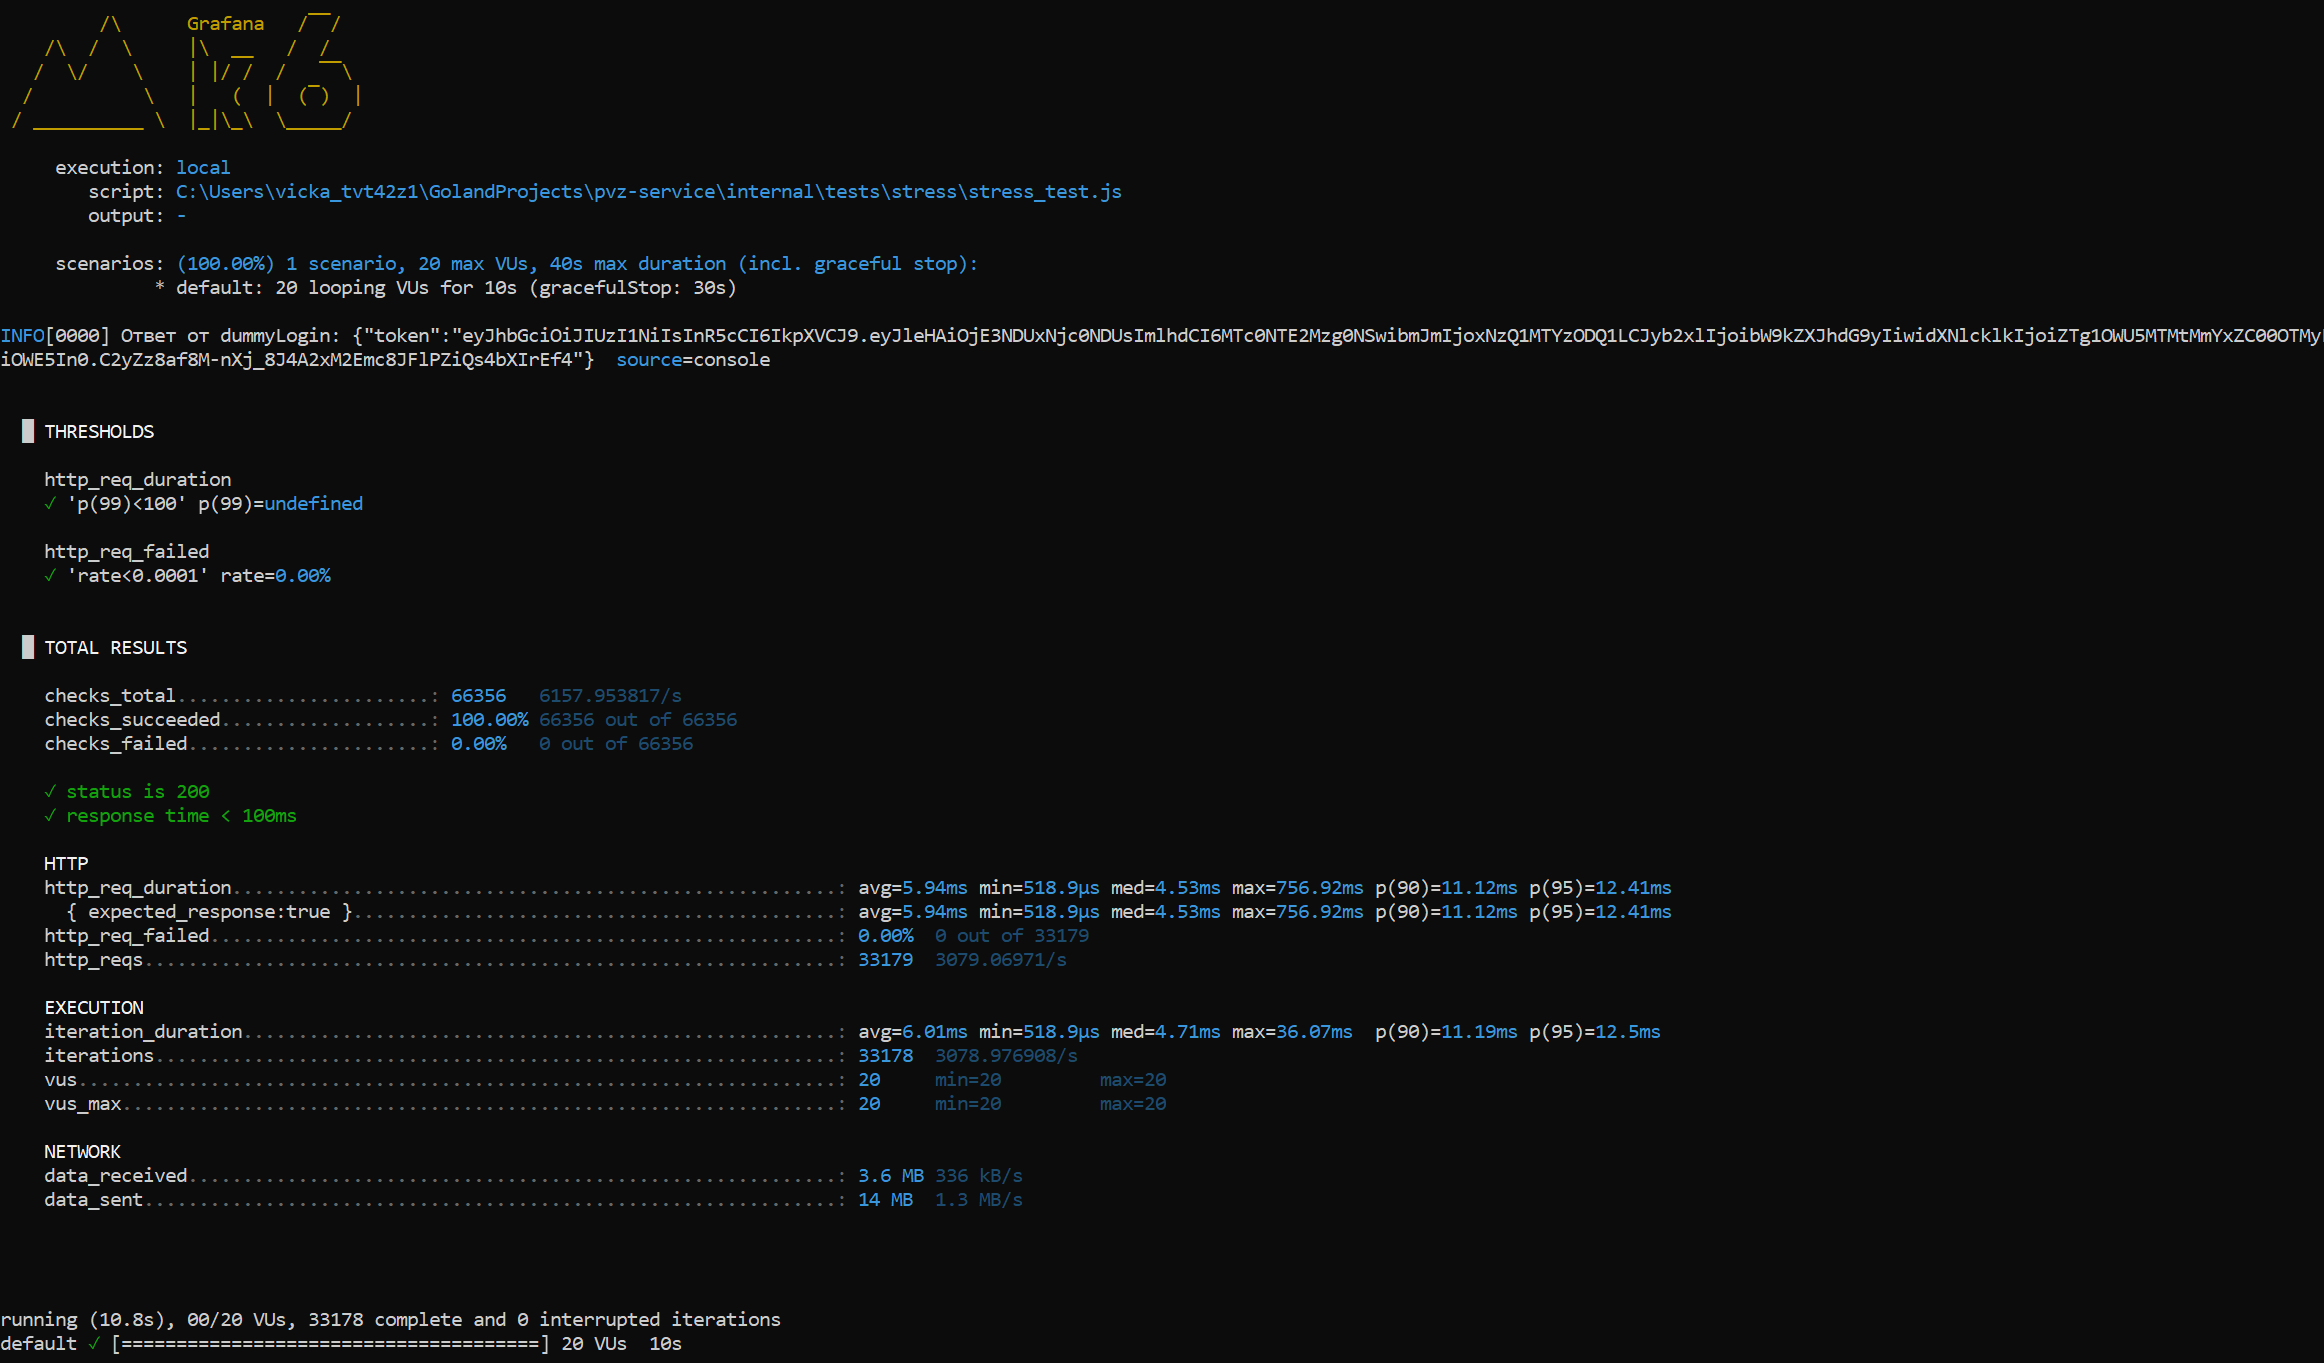 Grafana
execution: local
script: C:\Users\vicka_tvt42z1\GolandProjects\pvz-service\internal\tests\stress\stress_test.js
output: -
scenarios: (100.00%) 1 scenario, 20 max VUs, 40s max duration (incl. graceful stop):
* default: 20 looping VUs for 10s (gracefulStop: 30s)
INFO[0000] Ответ от dummyLogin: {"token":"eyJhbGciOiJIUzI1NiIsInR5cCI6IkpXVCJ9.eyJleHAiOjE3NDUxNjc0NDUsImlhdCI6MTc0NTE2Mzg0NSwibmJmIjoxNzQ1MTYzODQ1LCJyb2xlIjoibW9kZXJhdG9yIiwidXNlcklkIjoiZTg1OWU5MTMtMmYxZC00OTMy
iOWE5In0.C2yZz8af8M-nXj_8J4A2xM2Emc8JFlPZiQs4bXIrEf4"}  source=console
THRESHOLDS
http_req_duration
✓ 'p(99)<100' p(99)=undefined
http_req_failed
✓ 'rate<0.0001' rate=0.00%
TOTAL RESULTS
checks_total.......................: 66356   6157.953817/s
checks_succeeded...................: 100.00% 66356 out of 66356
checks_failed......................: 0.00%   0 out of 66356
✓ status is 200
✓ response time < 100ms
HTTP
http_req_duration.......................................................: avg=5.94ms min=518.9µs med=4.53ms max=756.92ms p(90)=11.12ms p(95)=12.41ms
{ expected_response:true }............................................: avg=5.94ms min=518.9µs med=4.53ms max=756.92ms p(90)=11.12ms p(95)=12.41ms
http_req_failed.........................................................: 0.00%  0 out of 33179
http_reqs...............................................................: 33179  3079.06971/s
EXECUTION
iteration_duration......................................................: avg=6.01ms min=518.9µs med=4.71ms max=36.07ms  p(90)=11.19ms p(95)=12.5ms
iterations..............................................................: 33178  3078.976908/s
vus.....................................................................: 20     min=20         max=20
vus_max.................................................................: 20     min=20         max=20
NETWORK
data_received...........................................................: 3.6 MB 336 kB/s
data_sent...............................................................: 14 MB  1.3 MB/s
running (10.8s), 00/20 VUs, 33178 complete and 0 interrupted iterations
default ✓ [======================================] 20 VUs  10s